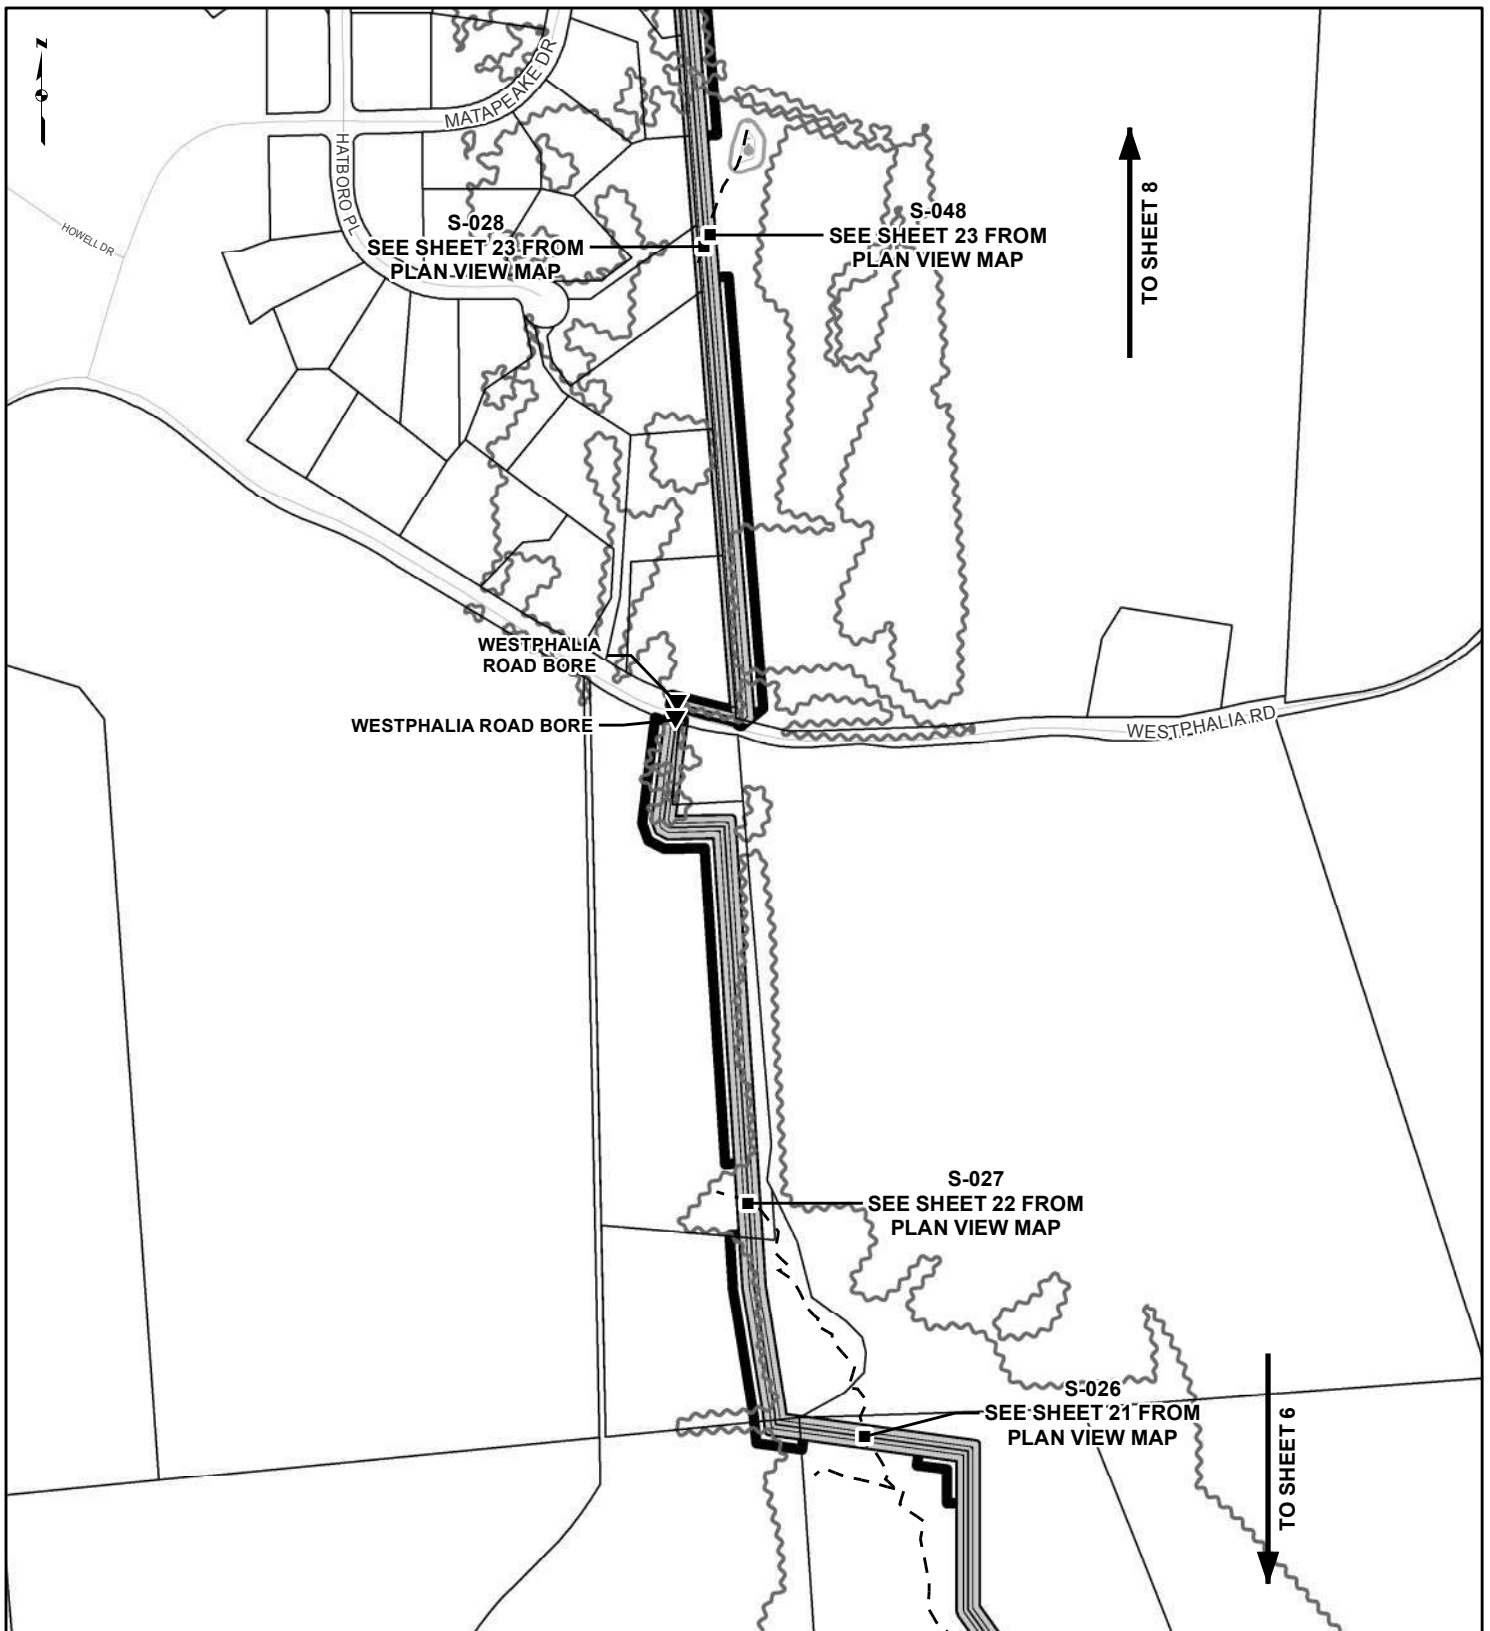 N
MATAPEAKE DR
HATBORO PL
HOWELL DR
S-028
SEE SHEET 23 FROM
PLAN VIEW MAP
S-048
SEE SHEET 23 FROM
PLAN VIEW MAP
TO SHEET 8
WESTPHALIA
ROAD BORE
WESTPHALIA ROAD BORE
WESTPHALIA RD
S-027
SEE SHEET 22 FROM
PLAN VIEW MAP
S-026
SEE SHEET 21 FROM
PLAN VIEW MAP
TO SHEET 6